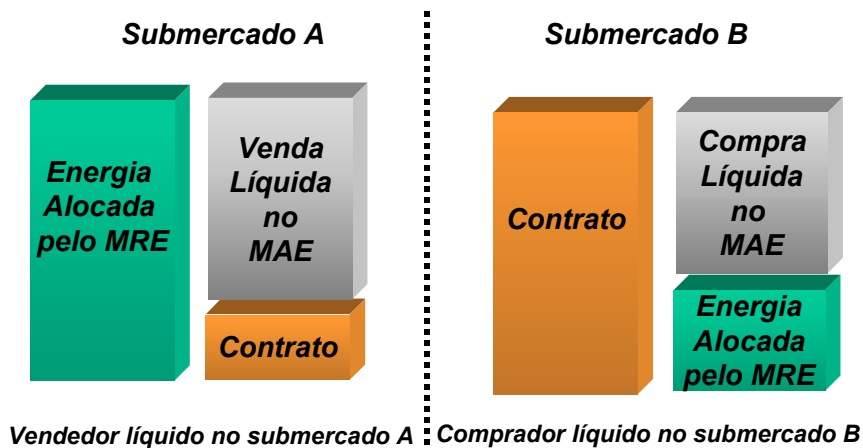 Submercado A
Energia
Alocada
pelo MRE
Venda
Líquida
no
MAE
Contrato
Vendedor líquido no submercado A
Submercado B
Contrato
Compra
Líquida
no
MAE
Energia
Alocada
pelo MRE
Comprador líquido no submercado B